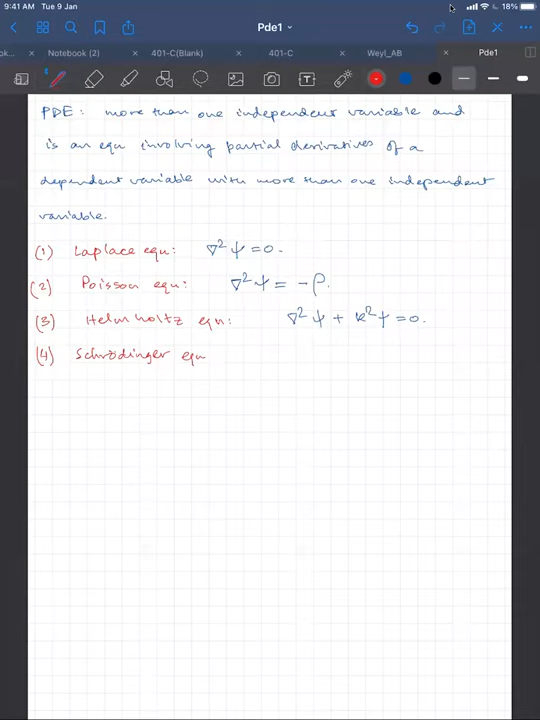 9:41 AM Tue 9 Jan
18%
Pde1
Notebook (2)
401-C(Blank)
401-C
Weyl_AB
Pde1
PDE: more than one independent variable and
is an equ involving partial derivatives of a
dependent variable with more than one independent
variable.
(1) Laplace equ: ∇²ψ = 0.
(2) Poisson equ: ∇²ψ = -ρ.
(3) Helmholtz equ: ∇²ψ + k²ψ = 0.
(4) Schrödinger equ